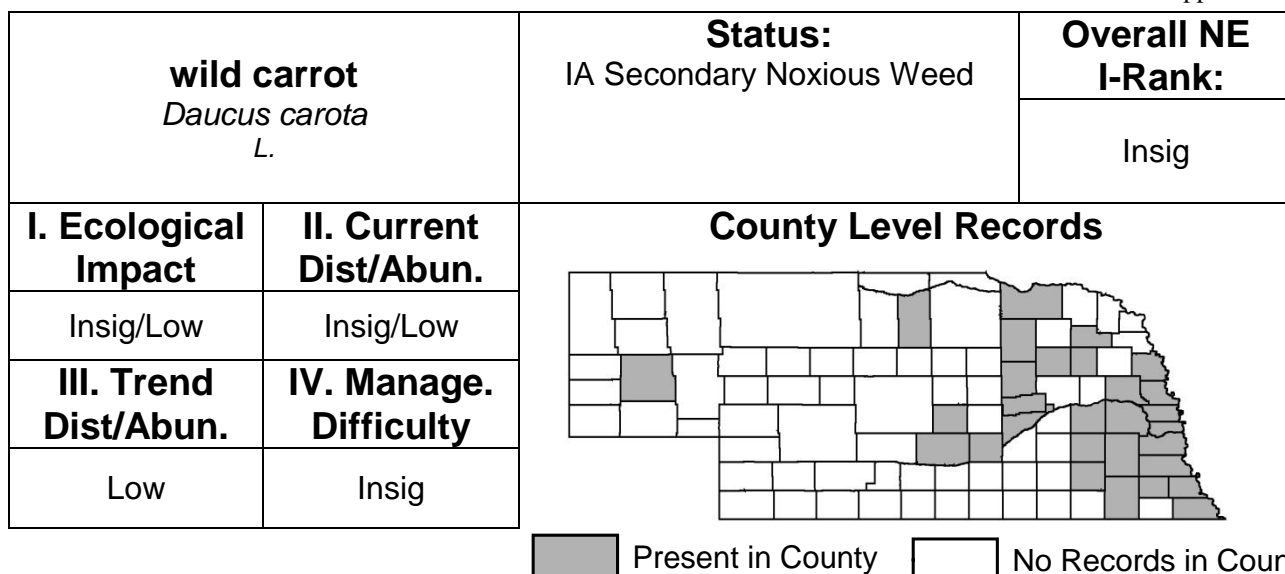 wild carrot
Daucus carota
L.
Status:
IA Secondary Noxious Weed
Overall NE
I-Rank:
Insig
I. Ecological
Impact
II. Current
Dist/Abun.
Insig/Low
Insig/Low
III. Trend
Dist/Abun.
IV. Manage.
Difficulty
Low
Insig
County Level Records
Present in County
No Records in Coun